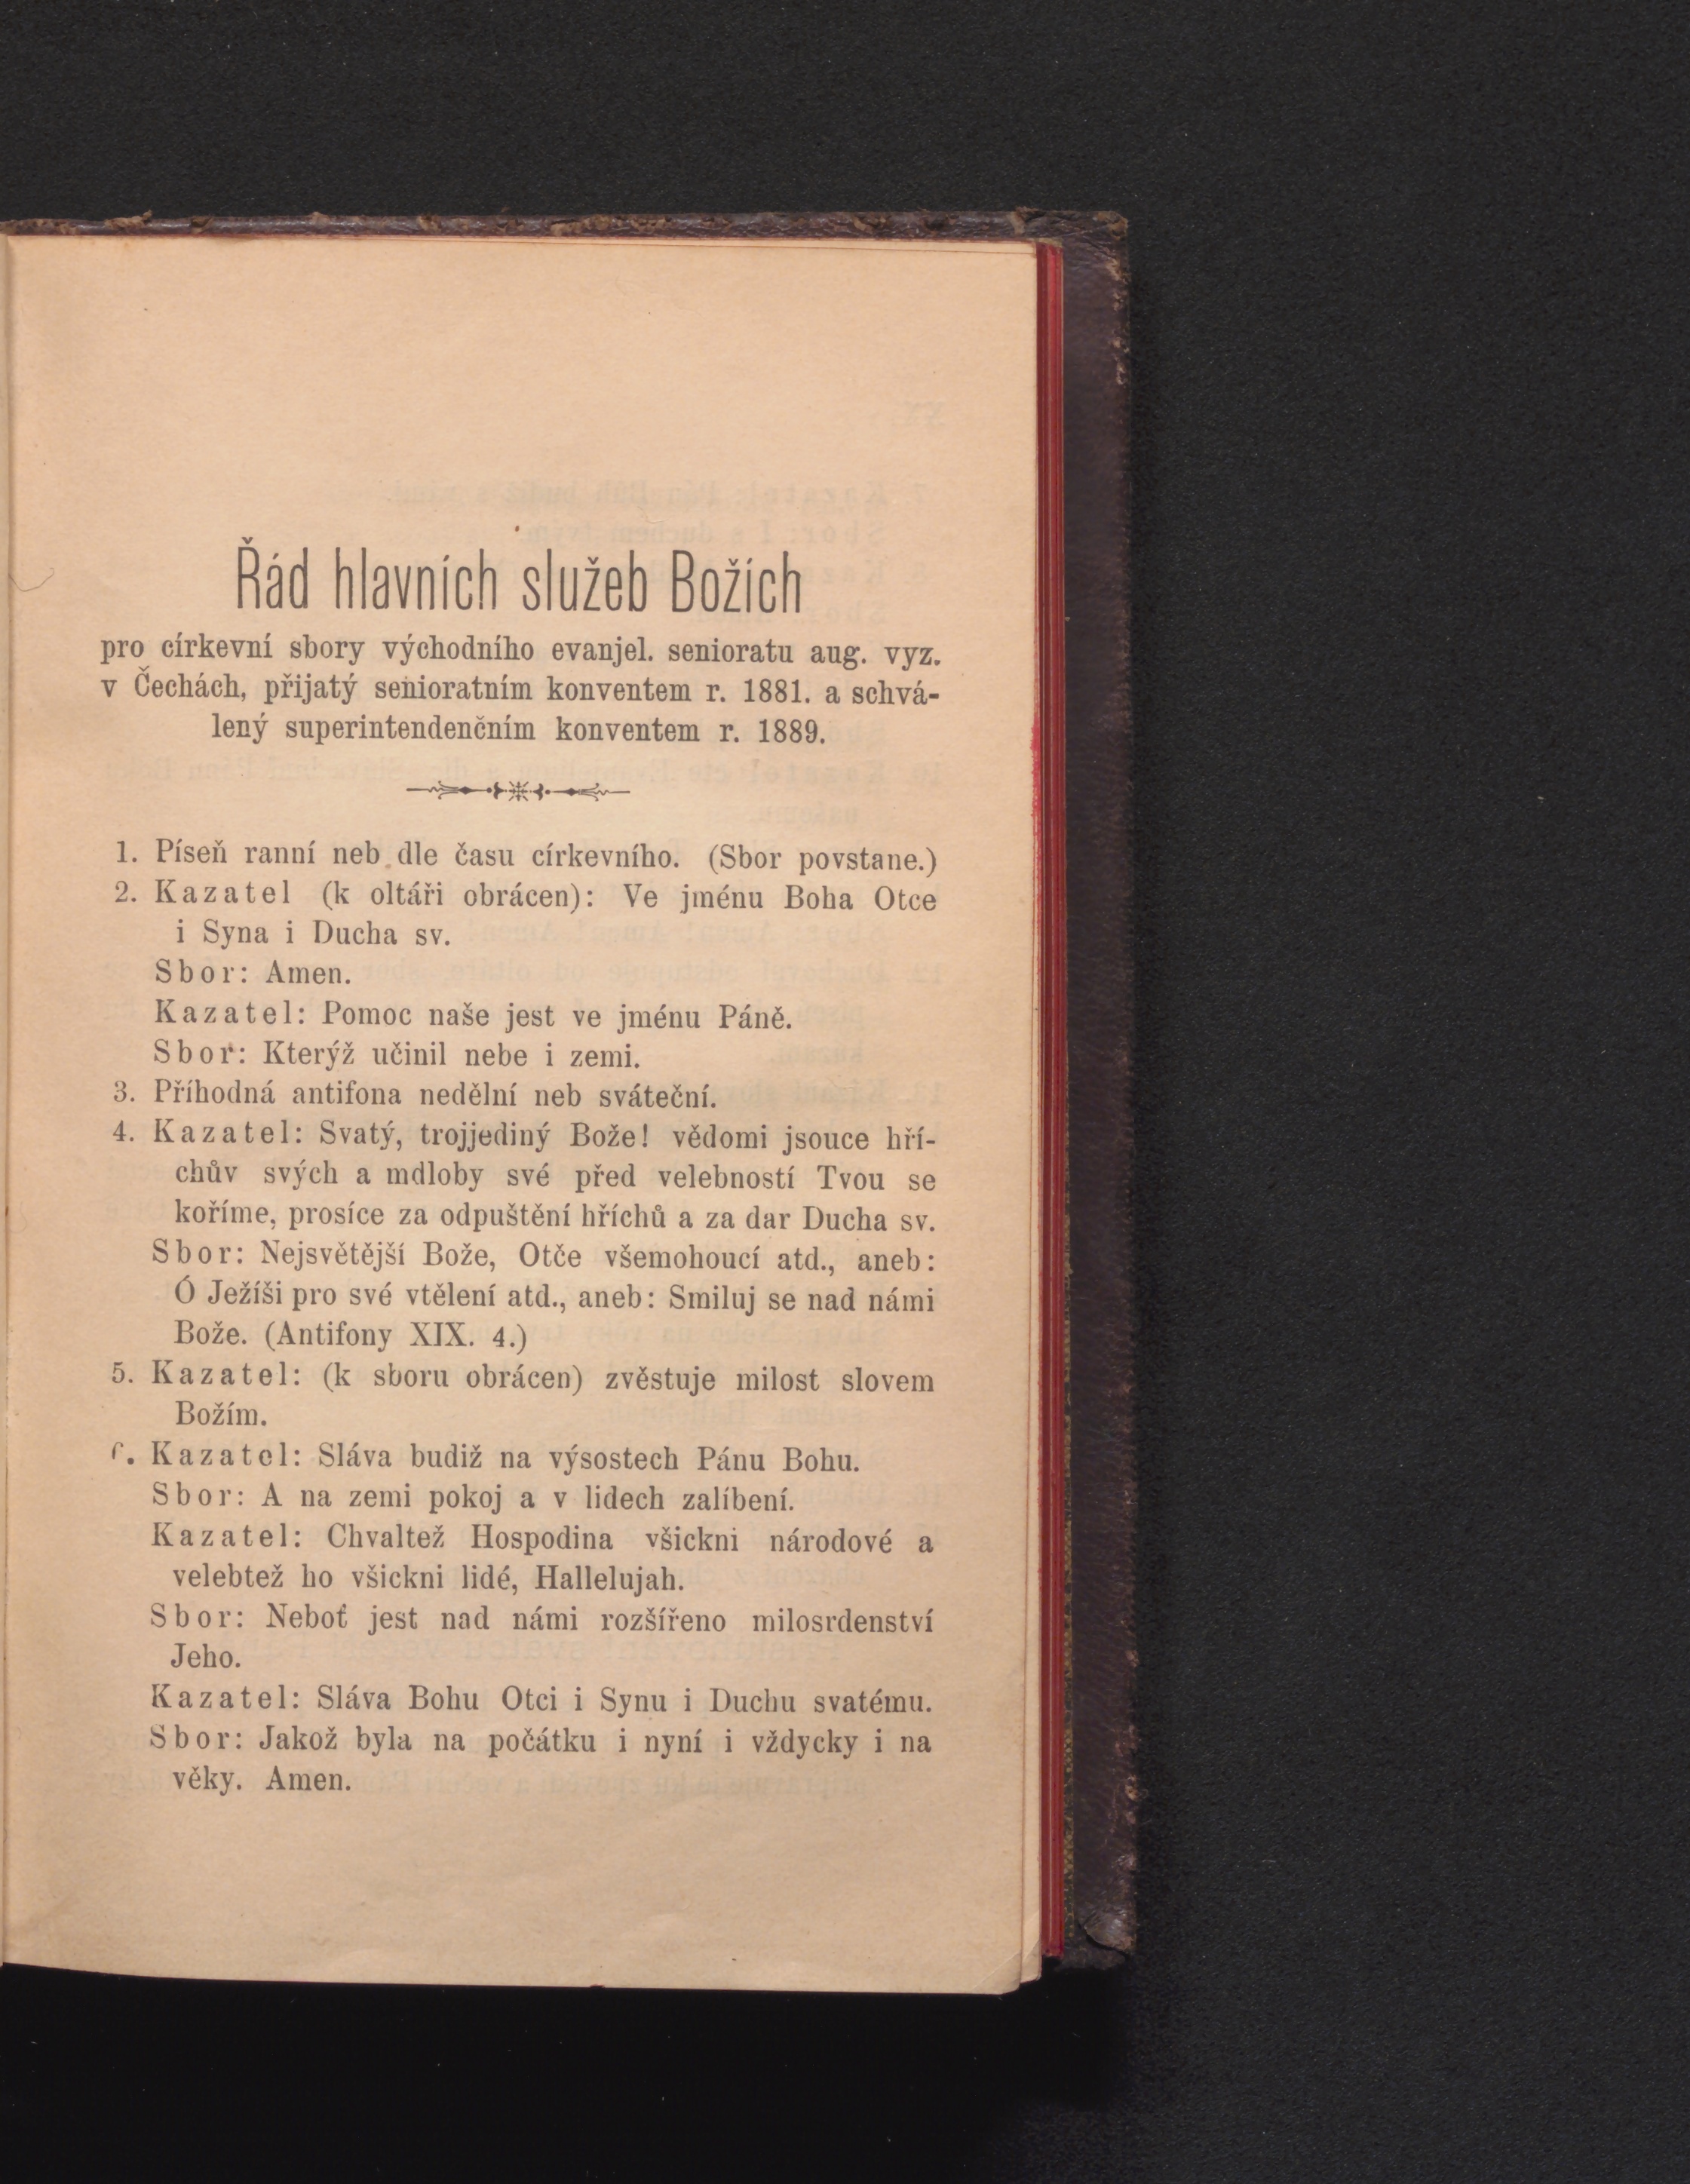 Řád hlavních služeb Božích
pro církevní sbory východního evanjel. senioratu aug. vyz.
v Čechách, přijatý senioratním konventem r. 1881. a schvá-
lený superintendenčním konventem r. 1889.
1. Píseň ranní neb dle času církevního. (Sbor povstane.)
2. Kazatel (k oltáři obrácen): Ve jménu Boha Otce
i Syna i Ducha sv.
Sbor: Amen.
Kazatel: Pomoc naše jest ve jménu Páně.
Sbor: Kterýž učinil nebe i zemi.
3. Příhodná antifona nedělní neb sváteční.
4. Kazatel: Svatý, trojjediný Bože! vědomi jsouce hří-
chův svých a mdloby své před velebností Tvou se
koříme, prosíce za odpuštění hříchů a za dar Ducha sv.
Sbor: Nejsvětější Bože, Otče všemohoucí atd., aneb:
Ó Ježíši pro své vtělení atd., aneb: Smiluj se nad námi
Bože. (Antifony XIX. 4.)
5. Kazatel: (k sboru obrácen) zvěstuje milost slovem
Božím.
6. Kazatel: Sláva budiž na výsostech Pánu Bohu.
Sbor: A na zemi pokoj a v lidech zalíbení.
Kazatel: Chvaltež Hospodina všickni národové a
velebtež ho všickni lidé, Hallelujah.
Sbor: Neboť jest nad námi rozšířeno milosrdenství
Jeho.
Kazatel: Sláva Bohu Otci i Synu i Duchu svatému.
Sbor: Jakož byla na počátku i nyní i vždycky i na
věky. Amen.